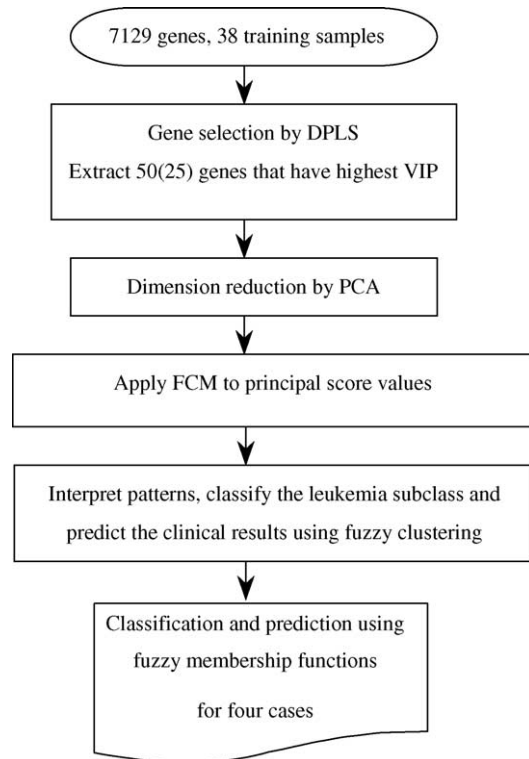 7129 genes, 38 training samples
Gene selection by DPLS
Extract 50(25) genes that have highest VIP
Dimension reduction by PCA
Apply FCM to principal score values
Interpret patterns, classify the leukemia subclass and
predict the clinical results using fuzzy clustering
Classification and prediction using
fuzzy membership functions
for four cases